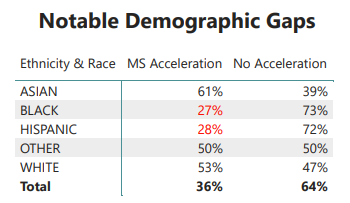 Notable Demographic Gaps
Ethnicity & Race MS Acceleration No Acceleration
ASIAN 61% 39%
BLACK 27% 73%
HISPANIC 28% 72%
OTHER 50% 50%
WHITE 53% 47%
Total 36% 64%